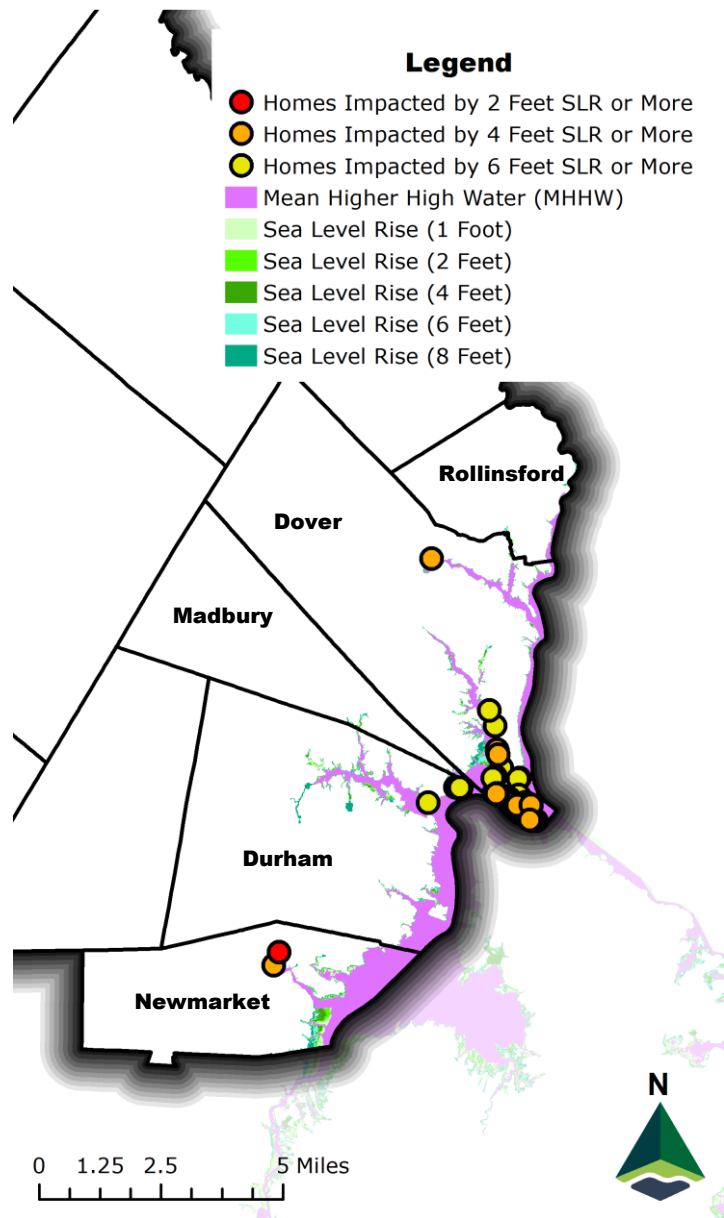 Legend
Homes Impacted by 2 Feet SLR or More
Homes Impacted by 4 Feet SLR or More
Homes Impacted by 6 Feet SLR or More
Mean Higher High Water (MHHW)
Sea Level Rise (1 Foot)
Sea Level Rise (2 Feet)
Sea Level Rise (4 Feet)
Sea Level Rise (6 Feet)
Sea Level Rise (8 Feet)
Rollinsford
Dover
Madbury
Durham
Newmarket
N
0 1.25 2.5 5 Miles